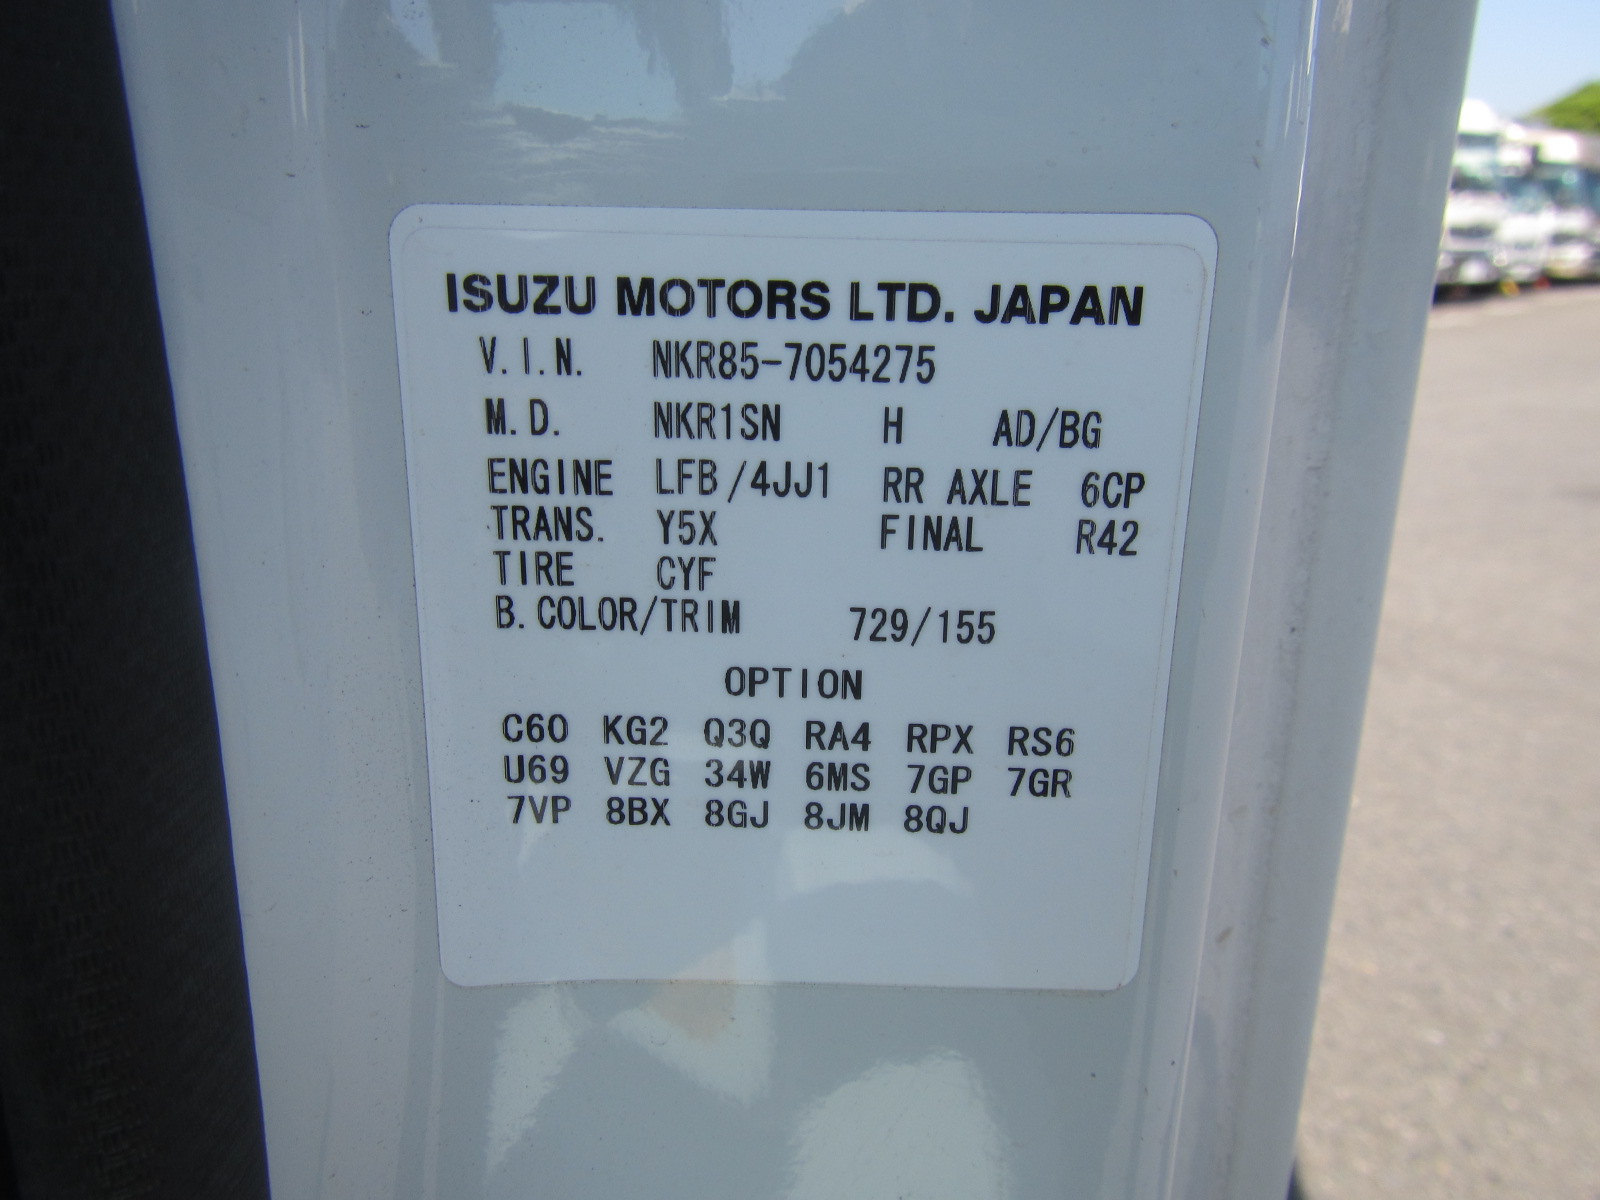 ISUZU MOTORS LTD. JAPAN
V.I.N. NKR85-7054275
M.D. NKR1SN H AD/BG
ENGINE LFB/4JJ1 RR AXLE 6CP
TRANS. Y5X FINAL R42
TIRE CYF
B.COLOR/TRIM 729/155
OPTION
C60 KG2 Q3Q RA4 RPX RS6
U69 VZG 34W 6MS 7GP 7GR
7VP 8BX 8GJ 8JM 8QJ